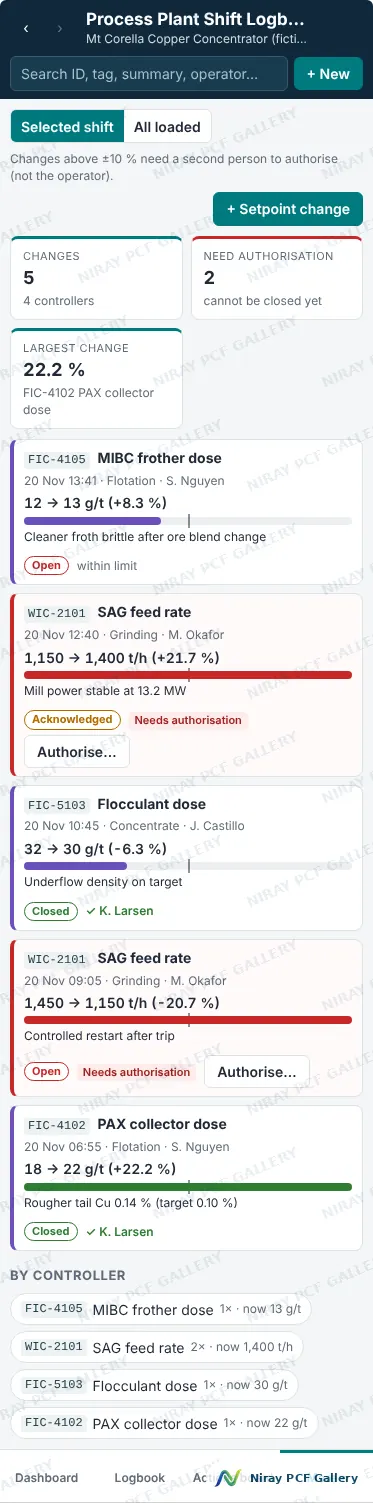 Process Plant Shift Logb...
Mt Corella Copper Concentrator (ficti...
Search ID, tag, summary, operator...
+ New
Selected shift
All loaded
Changes above ±10 % need a second person to authorise
(not the operator).
+ Setpoint change
CHANGES
5
4 controllers
NEED AUTHORISATION
2
cannot be closed yet
LARGEST CHANGE
22.2 %
FIC-4102 PAX collector
dose
FIC-4105 MIBC frother dose
20 Nov 13:41 · Flotation · S. Nguyen
12 → 13 g/t (+8.3 %)
Cleaner froth brittle after ore blend change
Open within limit
WIC-2101 SAG feed rate
20 Nov 12:40 · Grinding · M. Okafor
1,150 → 1,400 t/h (+21.7 %)
Mill power stable at 13.2 MW
Acknowledged Needs authorisation
Authorise...
FIC-5103 Flocculant dose
20 Nov 10:45 · Concentrate · J. Castillo
32 → 30 g/t (-6.3 %)
Underflow density on target
Closed ✓ K. Larsen
WIC-2101 SAG feed rate
20 Nov 09:05 · Grinding · M. Okafor
1,450 → 1,150 t/h (-20.7 %)
Controlled restart after trip
Open Needs authorisation Authorise...
FIC-4102 PAX collector dose
20 Nov 06:55 · Flotation · S. Nguyen
18 → 22 g/t (+22.2 %)
Rougher tail Cu 0.14 % (target 0.10 %)
Closed ✓ K. Larsen
BY CONTROLLER
FIC-4105 MIBC frother dose 1× · now 13 g/t
WIC-2101 SAG feed rate 2× · now 1,400 t/h
FIC-5103 Flocculant dose 1× · now 30 g/t
FIC-4102 PAX collector dose 1× · now 22 g/t
Dashboard
Logbook
Niray PCF Gallery
NIRAY PCF GALLERY